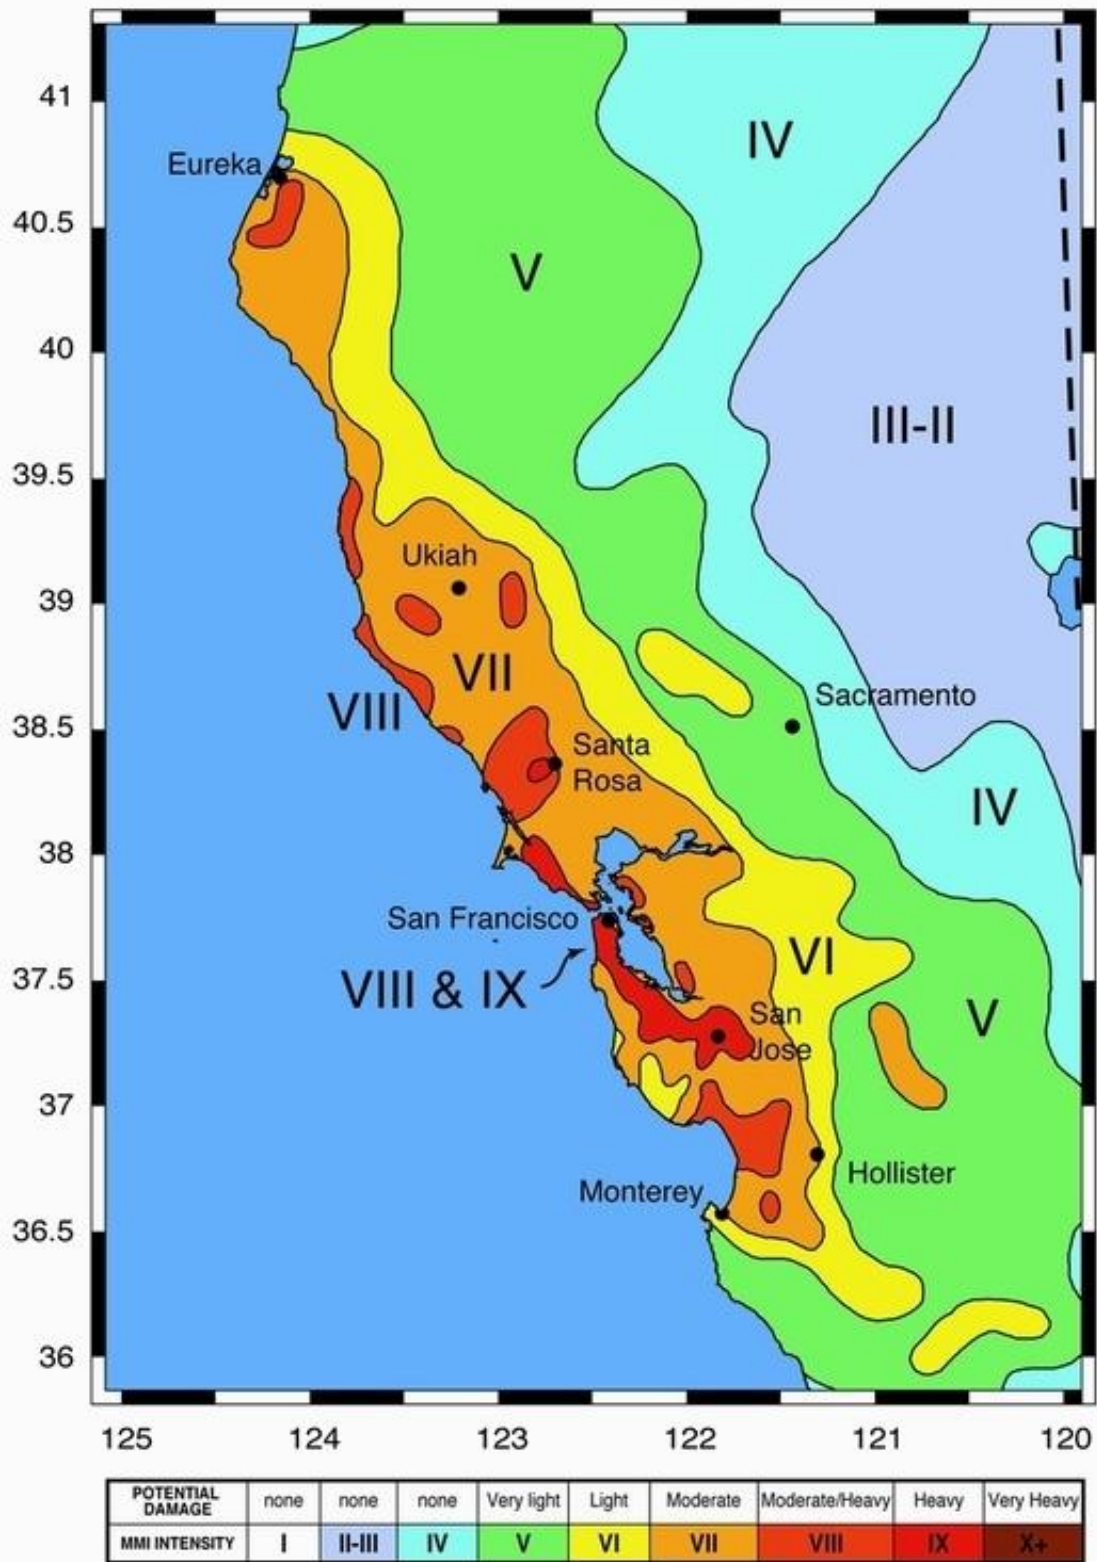 41
IV
Eureka
40.5
V
40
III-II
39.5
Ukiah
39
VII
Sacramento
VIII
38.5
Santa
Rosa
IV
38
San Francisco
VI
37.5
VIII & IX
San
Jose
V
37
Hollister
Monterey
36.5
36
125 124 123 122 121 120
POTENTIAL DAMAGE none none none Very light Light Moderate Moderate/Heavy Heavy Very Heavy
MMI INTENSITY I II-III IV V VI VII VIII IX X+